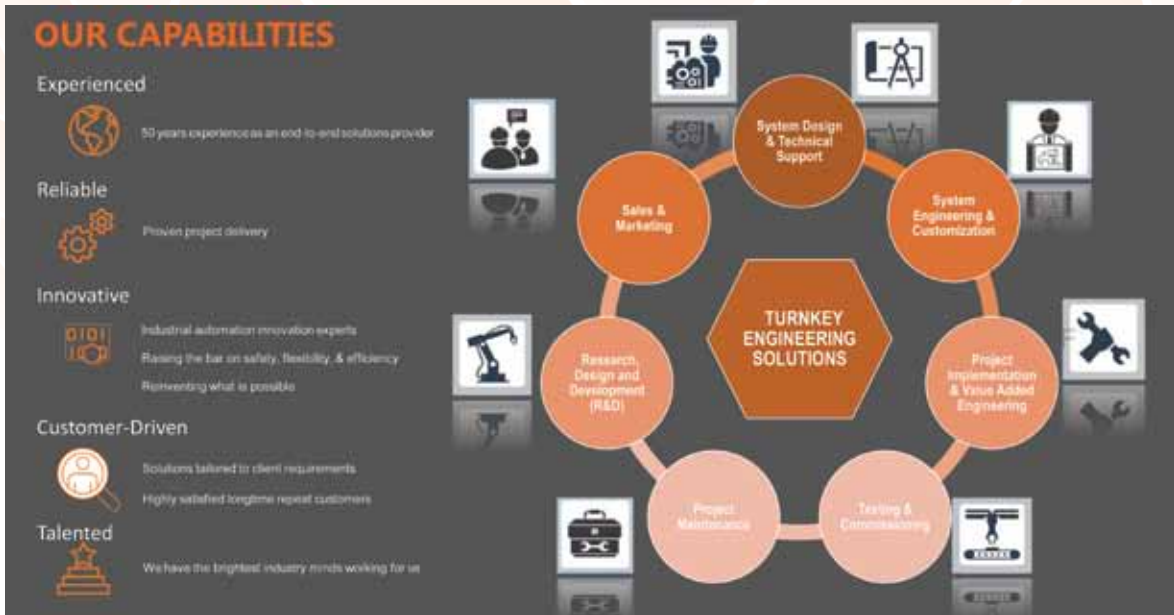 OUR CAPABILITIES
Experienced
50 years experience as an end-to-end solutions provider
Reliable
Proven project delivery
Innovative
Industrial automation innovation experts
Raising the bar on safety, flexibility, & efficiency
Reinventing what is possible
Customer-Driven
Solutions tailored to client requirements
Highly satisfied longtime repeat customers
Talented
We have the brightest industry minds working for us
System Design
& Technical
Support
System
Engineering &
Customization
Project
Implementation
& Value Added
Engineering
Testing &
Commissioning
Project
Maintenance
Research,
Design and
Development
(R&D)
Sales &
Marketing
TURNKEY
ENGINEERING
SOLUTIONS